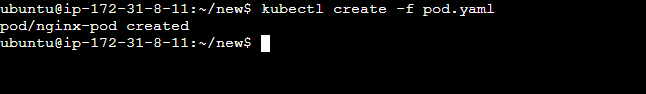 ubuntu@ip-172-31-8-11:~/new$ kubectl create -f pod.yaml
pod/nginx-pod created
ubuntu@ip-172-31-8-11:~/new$